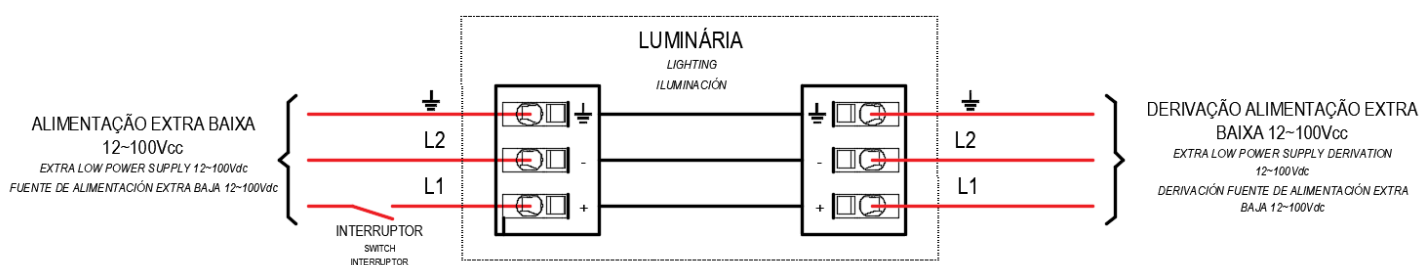 LUMINÁRIA
LIGHTING
ILUMINACIÓN
ALIMENTAÇÃO EXTRA BAIXA
12~100Vcc
EXTRA LOW POWER SUPPLY 12~100Vdc
FUENTE DE ALIMENTACIÓN EXTRA BAJA 12~100Vdc
L2
L1
INTERRUPTOR
SWITCH
INTERRUPTOR
-
+
-
+
L2
L1
DERIVAÇÃO ALIMENTAÇÃO EXTRA
BAIXA 12~100Vcc
EXTRA LOW POWER SUPPLY DERIVATION
12~100Vdc
DERIVACIÓN FUENTE DE ALIMENTACIÓN EXTRA
BAJA 12~100Vdc